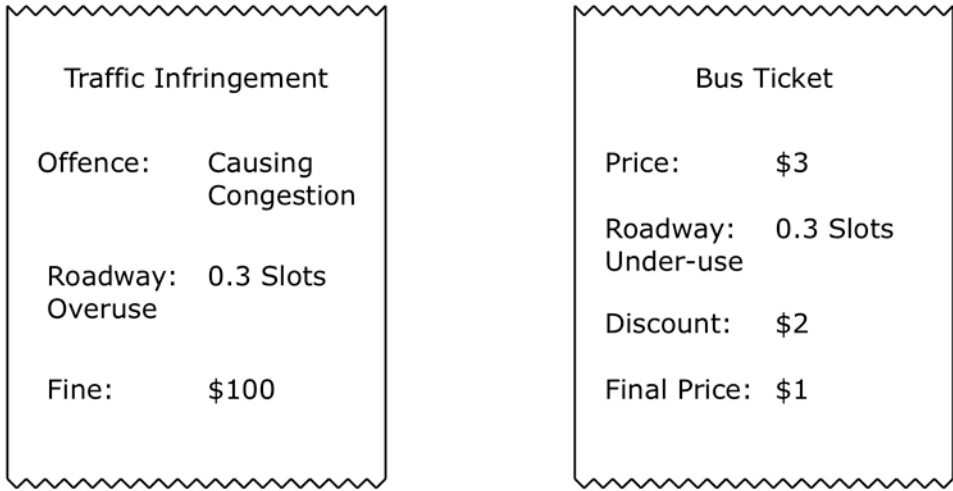 Traffic Infringement
Offence: Causing
Congestion
Roadway: 0.3 Slots
Overuse
Fine: $100
Bus Ticket
Price: $3
Roadway: 0.3 Slots
Under-use
Discount: $2
Final Price: $1